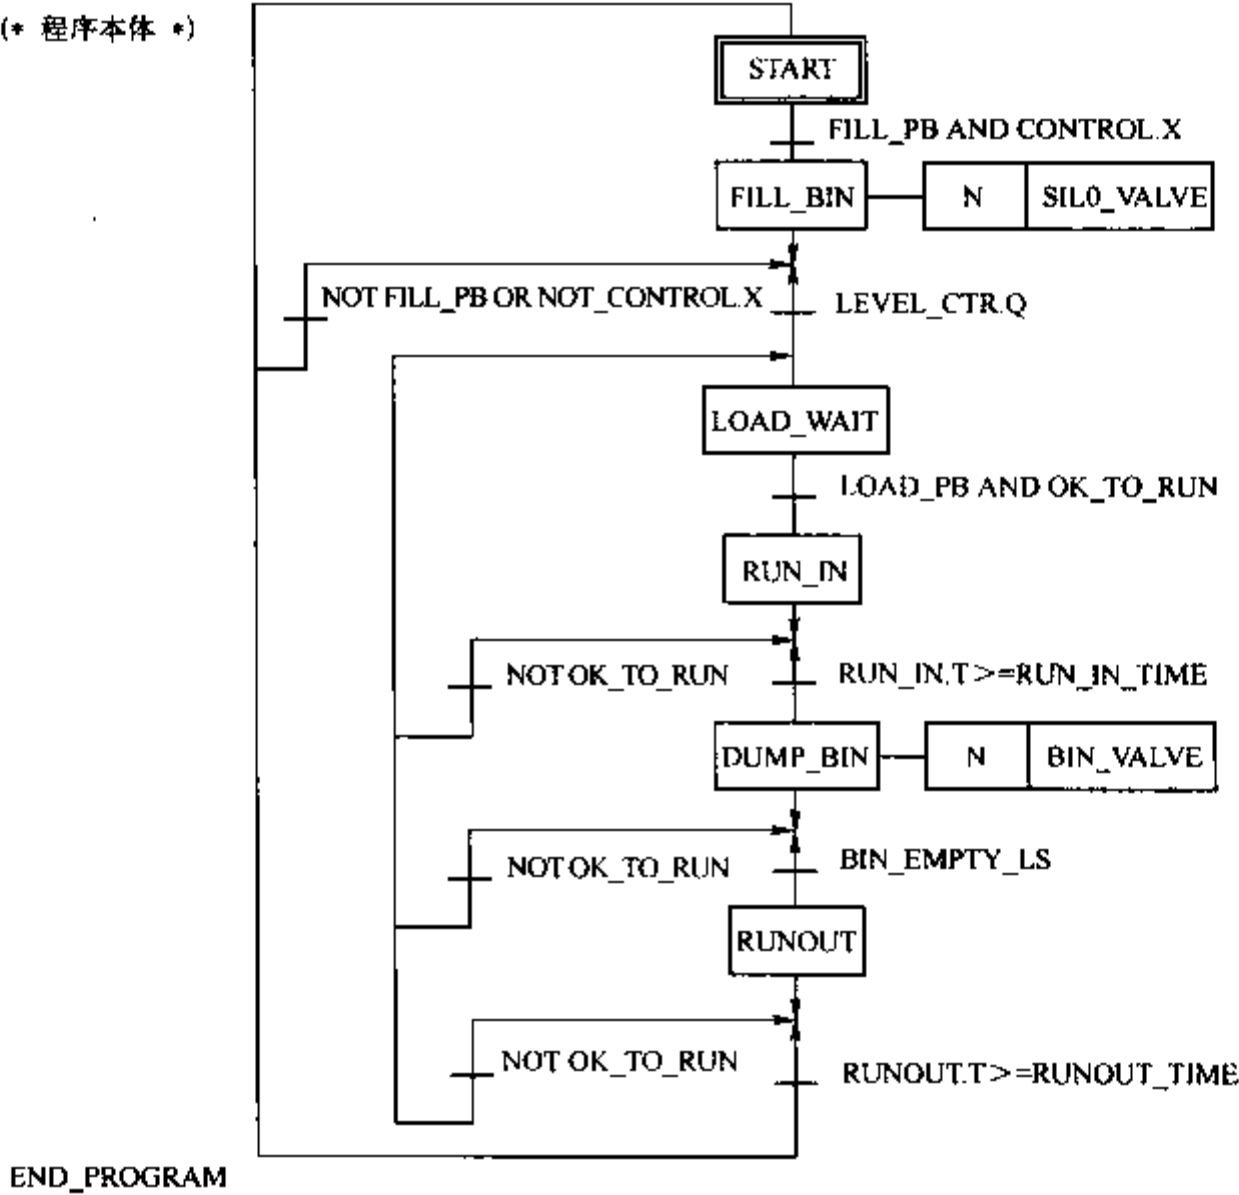 (* 程序本体 *)
START
FILL_PB AND CONTROL.X
FILL_BIN
N
SIL0_VALVE
NOT FILL_PB OR NOT_CONTROL.X
LEVEL_CTR.Q
LOAD_WAIT
LOAD_PB AND OK_TO_RUN
RUN_IN
NOT OK_TO_RUN
RUN_IN.T>=RUN_IN_TIME
DUMP_BIN
N
BIN_VALVE
NOT OK_TO_RUN
BIN_EMPTY_LS
RUNOUT
NOT OK_TO_RUN
RUNOUT.T>=RUNOUT_TIME
END_PROGRAM